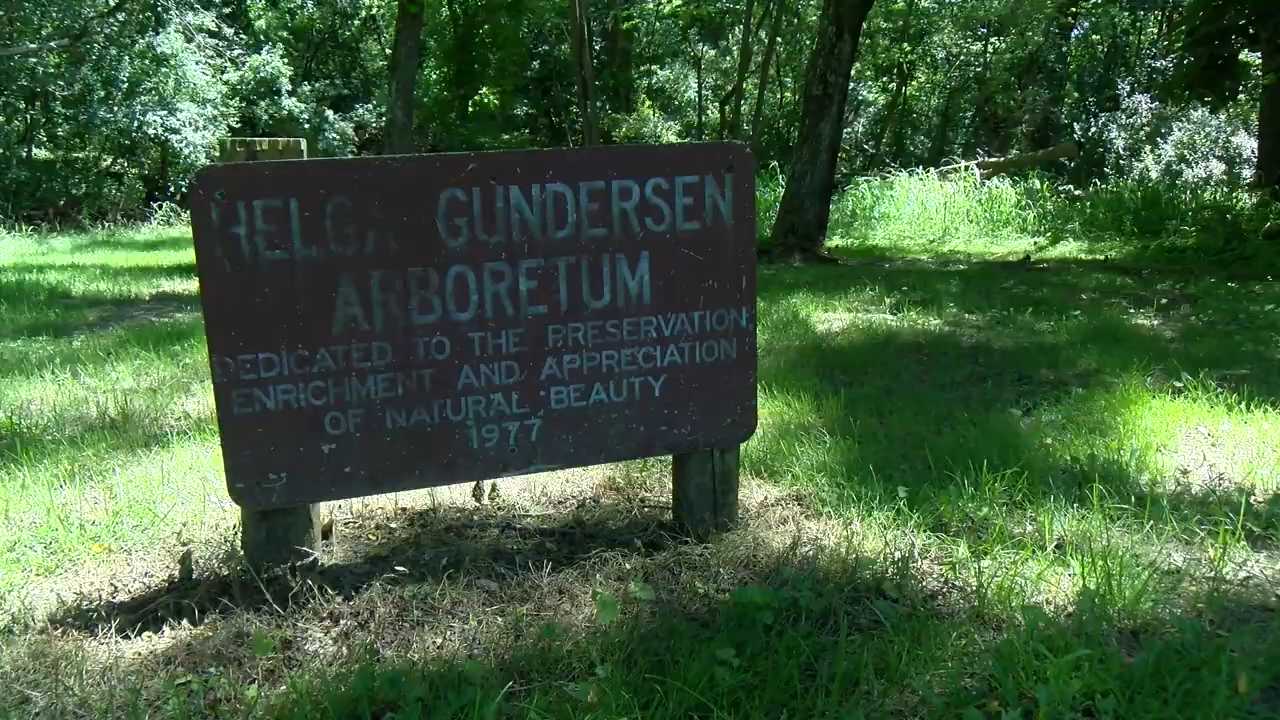 HELGA GUNDERSEN
ARBORETUM
DEDICATED TO THE PRESERVATION,
ENRICHMENT AND APPRECIATION
OF NATURAL BEAUTY
1977